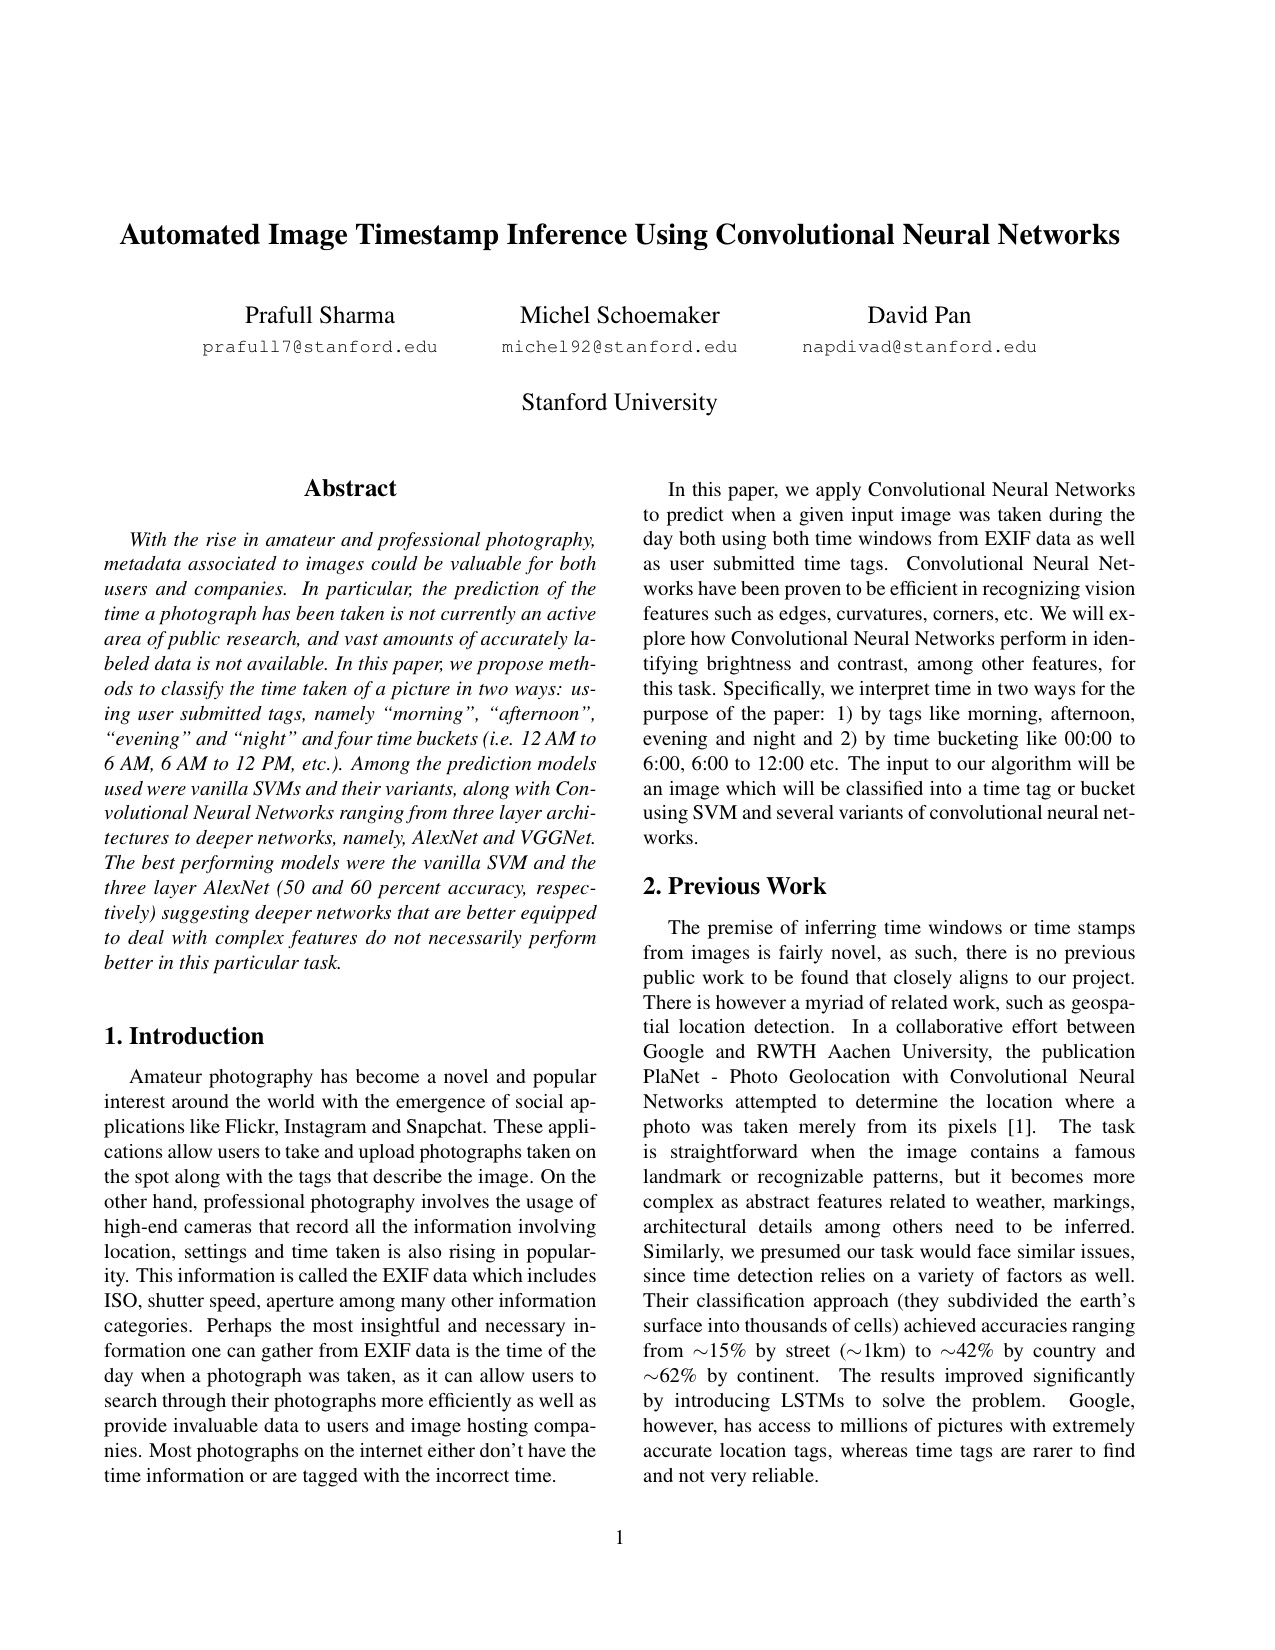 Automated Image Timestamp Inference Using Convolutional Neural Networks
Prafull Sharma
prafull7@stanford.edu
Michel Schoemaker
michel92@stanford.edu
David Pan
napdivad@stanford.edu
Stanford University
Abstract
With the rise in amateur and professional photography,
metadata associated to images could be valuable for both
users and companies. In particular, the prediction of the
time a photograph has been taken is not currently an active
area of public research, and vast amounts of accurately la-
beled data is not available. In this paper, we propose meth-
ods to classify the time taken of a picture in two ways: us-
ing user submitted tags, namely “morning”, “afternoon”,
“evening” and “night” and four time buckets (i.e. 12 AM to
6 AM, 6 AM to 12 PM, etc.). Among the prediction models
used were vanilla SVMs and their variants, along with Con-
volutional Neural Networks ranging from three layer archi-
tectures to deeper networks, namely, AlexNet and VGGNet.
The best performing models were the vanilla SVM and the
three layer AlexNet (50 and 60 percent accuracy, respec-
tively) suggesting deeper networks that are better equipped
to deal with complex features do not necessarily perform
better in this particular task.
1. Introduction
Amateur photography has become a novel and popular
interest around the world with the emergence of social ap-
plications like Flickr, Instagram and Snapchat. These appli-
cations allow users to take and upload photographs taken on
the spot along with the tags that describe the image. On the
other hand, professional photography involves the usage of
high-end cameras that record all the information involving
location, settings and time taken is also rising in popular-
ity. This information is called the EXIF data which includes
ISO, shutter speed, aperture among many other information
categories. Perhaps the most insightful and necessary in-
formation one can gather from EXIF data is the time of the
day when a photograph was taken, as it can allow users to
search through their photographs more efficiently as well as
provide invaluable data to users and image hosting compa-
nies. Most photographs on the internet either don’t have the
time information or are tagged with the incorrect time.
In this paper, we apply Convolutional Neural Networks
to predict when a given input image was taken during the
day both using both time windows from EXIF data as well
as user submitted time tags. Convolutional Neural Net-
works have been proven to be efficient in recognizing vision
features such as edges, curvatures, corners, etc. We will ex-
plore how Convolutional Neural Networks perform in iden-
tifying brightness and contrast, among other features, for
this task. Specifically, we interpret time in two ways for the
purpose of the paper: 1) by tags like morning, afternoon,
evening and night and 2) by time bucketing like 00:00 to
6:00, 6:00 to 12:00 etc. The input to our algorithm will be
an image which will be classified into a time tag or bucket
using SVM and several variants of convolutional neural net-
works.
2. Previous Work
The premise of inferring time windows or time stamps
from images is fairly novel, as such, there is no previous
public work to be found that closely aligns to our project.
There is however a myriad of related work, such as geospa-
tial location detection. In a collaborative effort between
Google and RWTH Aachen University, the publication
PlaNet - Photo Geolocation with Convolutional Neural
Networks attempted to determine the location where a
photo was taken merely from its pixels [1]. The task
is straightforward when the image contains a famous
landmark or recognizable patterns, but it becomes more
complex as abstract features related to weather, markings,
architectural details among others need to be inferred.
Similarly, we presumed our task would face similar issues,
since time detection relies on a variety of factors as well.
Their classification approach (they subdivided the earth’s
surface into thousands of cells) achieved accuracies ranging
from ∼15% by street (∼1km) to ∼42% by country and
∼62% by continent. The results improved significantly
by introducing LSTMs to solve the problem. Google,
however, has access to millions of pictures with extremely
accurate location tags, whereas time tags are rarer to find
and not very reliable.
1